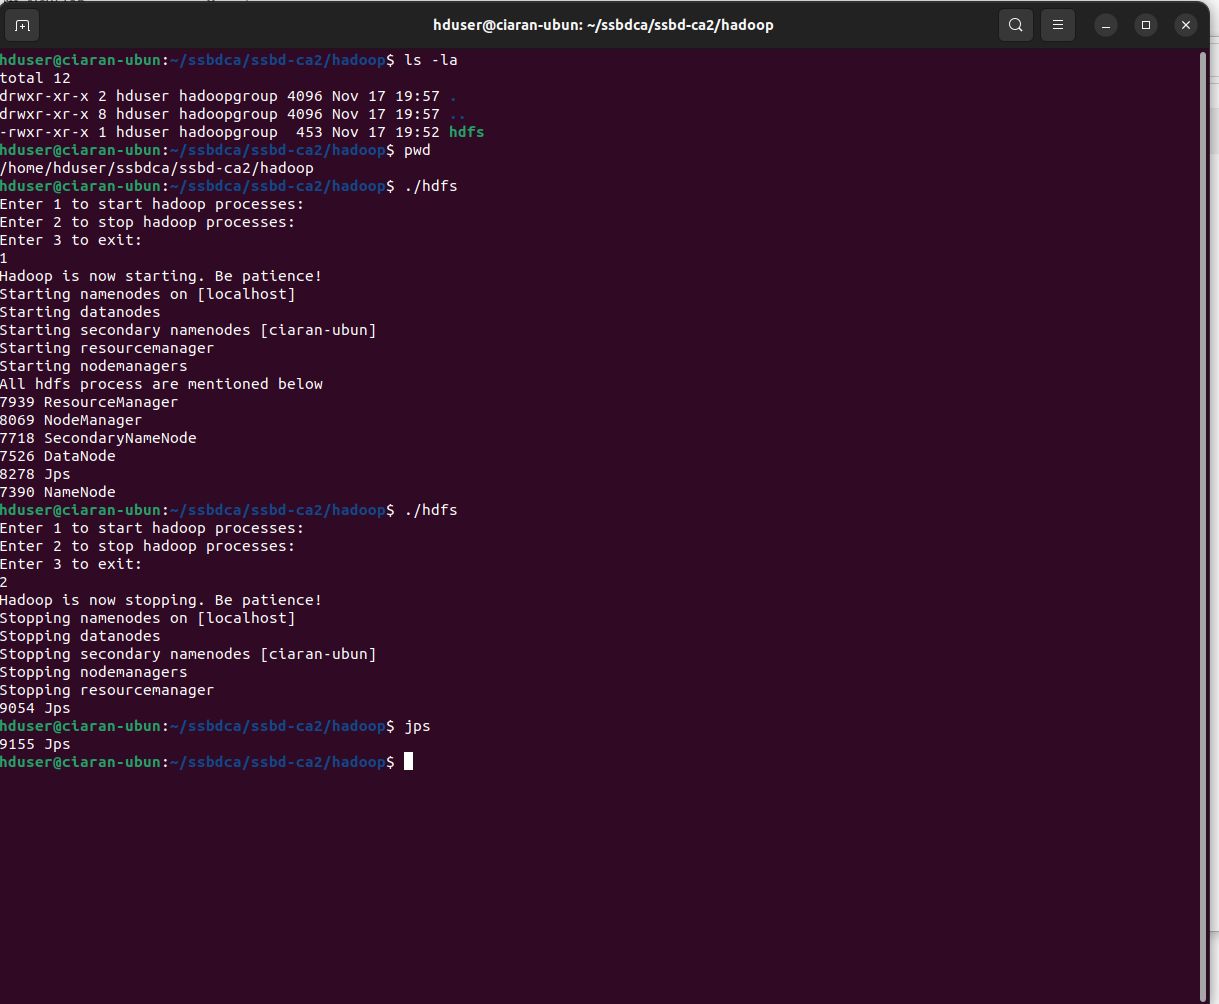 hduser@ciaran-ubun: ~/ssbdca/ssbd-ca2/hadoop
hduser@ciaran-ubun:~/ssbdca/ssbd-ca2/hadoop$ ls -la
total 12
drwxr-xr-x 2 hduser hadoopgroup 4096 Nov 17 19:57 .
drwxr-xr-x 8 hduser hadoopgroup 4096 Nov 17 19:57 ..
-rwxr-xr-x 1 hduser hadoopgroup  453 Nov 17 19:52 hdfs
hduser@ciaran-ubun:~/ssbdca/ssbd-ca2/hadoop$ pwd
/home/hduser/ssbdca/ssbd-ca2/hadoop
hduser@ciaran-ubun:~/ssbdca/ssbd-ca2/hadoop$ ./hdfs
Enter 1 to start hadoop processes:
Enter 2 to stop hadoop processes:
Enter 3 to exit:
1
Hadoop is now starting. Be patience!
Starting namenodes on [localhost]
Starting datanodes
Starting secondary namenodes [ciaran-ubun]
Starting resourcemanager
Starting nodemanagers
All hdfs process are mentioned below
7939 ResourceManager
8069 NodeManager
7718 SecondaryNameNode
7526 DataNode
8278 Jps
7390 NameNode
hduser@ciaran-ubun:~/ssbdca/ssbd-ca2/hadoop$ ./hdfs
Enter 1 to start hadoop processes:
Enter 2 to stop hadoop processes:
Enter 3 to exit:
2
Hadoop is now stopping. Be patience!
Stopping namenodes on [localhost]
Stopping datanodes
Stopping secondary namenodes [ciaran-ubun]
Stopping nodemanagers
Stopping resourcemanager
9054 Jps
hduser@ciaran-ubun:~/ssbdca/ssbd-ca2/hadoop$ jps
9155 Jps
hduser@ciaran-ubun:~/ssbdca/ssbd-ca2/hadoop$